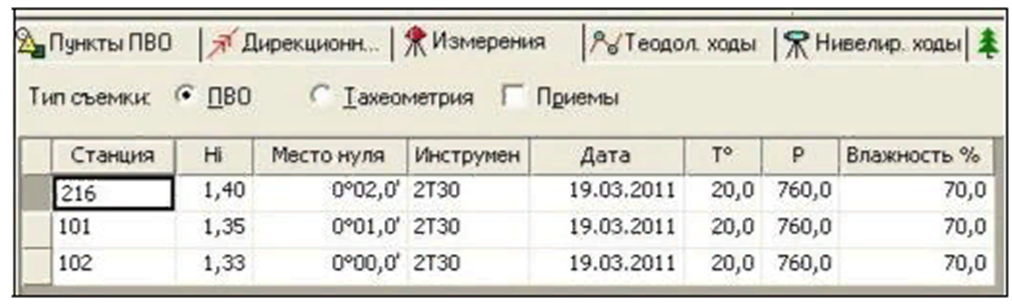 Пункты ПВО Дирекционн... Измерения Теодол. ходы Нивелир. ходы
Тип съемки: ПВО Тахеометрия Приемы
Станция Hi Место нуля Инструмен Дата T° P Влажность %
216 1,40 0°02,0' 2Т30 19.03.2011 20,0 760,0 70,0
101 1,35 0°01,0' 2Т30 19.03.2011 20,0 760,0 70,0
102 1,33 0°00,0' 2Т30 19.03.2011 20,0 760,0 70,0